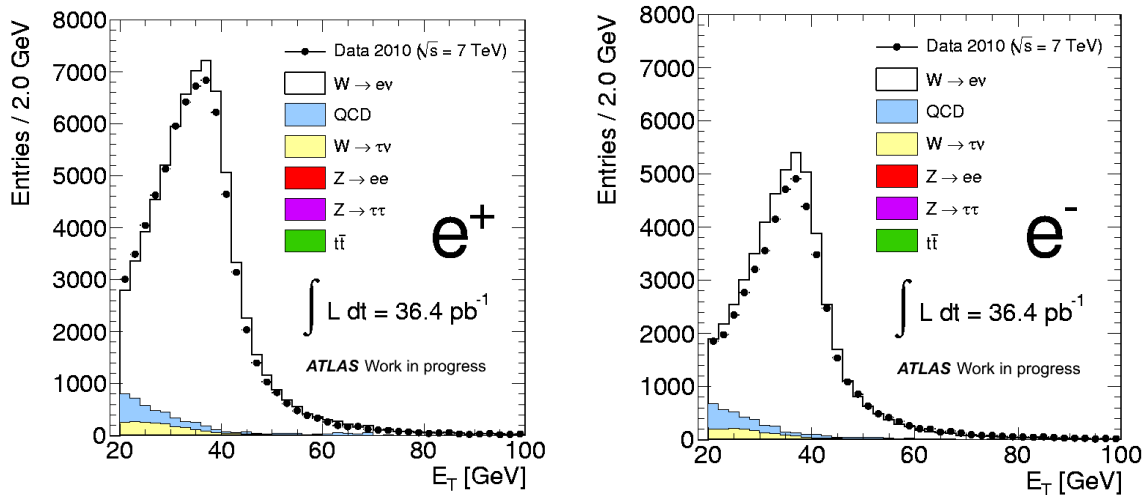 Entries / 2.0 GeV
8000
7000
6000
5000
4000
3000
2000
1000
0
Data 2010 (√s = 7 TeV)
W → eν
QCD
W → τν
Z → ee
Z → ττ
tt̄
e⁺
∫ L dt = 36.4 pb⁻¹
ATLAS Work in progress
20 40 60 80 100
E_T [GeV]
Entries / 2.0 GeV
8000
7000
6000
5000
4000
3000
2000
1000
0
Data 2010 (√s = 7 TeV)
W → eν
QCD
W → τν
Z → ee
Z → ττ
tt̄
e⁻
∫ L dt = 36.4 pb⁻¹
ATLAS Work in progress
20 40 60 80 100
E_T [GeV]